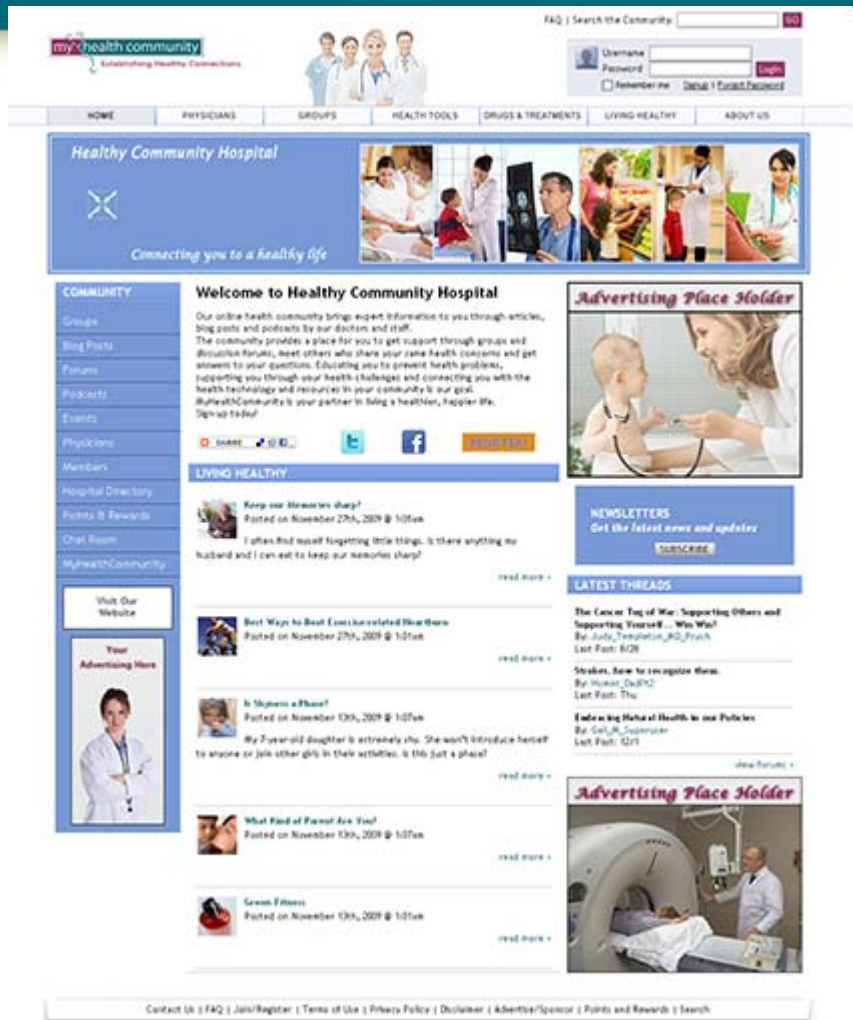 FAQ | Search the Community:
GO
my health community
Establishing Healthy Connections
Username
Password
Login
Remember me Signup | Forgot Password
HOME
PHYSICIANS
GROUPS
HEALTH TOOLS
DRUGS & TREATMENTS
LIVING HEALTHY
ABOUT US
Healthy Community Hospital
Connecting you to a healthy life
COMMUNITY
Groups
Blog Posts
Forums
Podcasts
Events
Physicians
Members
Hospital Directory
Points & Rewards
Chat Room
MyHealthCommunity
Visit Our
Website
Your
Advertising Here
Welcome to Healthy Community Hospital
Our online health community brings expert information to you through articles,
blog posts and podcasts by our doctors and staff.
The community provides a place for you to get support through groups and
discussion forums, meet others who share your same health concerns and get
answers to your questions. Educating you to prevent health problems,
supporting you through your health challenges and connecting you with the
health technology and resources in your community is our goal.
MyHealthCommunity is your partner in living a healthier, happier life.
Sign-up today!
SHARE
REGISTER!
LIVING HEALTHY
Keep our Memories sharp?
Posted on November 27th, 2009 @ 1:05am
I often find myself forgetting little things. Is there anything my
husband and I can eat to keep our memories sharp?
read more »
Best Ways to Beat Exercise-related Heartburn
Posted on November 27th, 2009 @ 1:01am
read more »
Is Shyness a Phase?
Posted on November 13th, 2009 @ 1:07am
My 7-year-old daughter is extremely shy. She won't introduce herself
to anyone or join other girls in their activities. Is this just a phase?
read more »
What Kind of Parent Are You?
Posted on November 13th, 2009 @ 1:07am
read more »
Green Fitness
Posted on November 13th, 2009 @ 1:01am
read more »
Advertising Place Holder
NEWSLETTERS
Get the latest news and updates
SUBSCRIBE
LATEST THREADS
The Cancer Tug of War: Supporting Others and
Supporting Yourself... Win Win?
By: Judy_Templeton_MD_Psych
Last Post: 8/28
Strokes, how to recognize them.
By: Homer_DadPt2
Last Post: Thu
Embracing Natural Health in our Policies
By: Gail_M_Superuser
Last Post: 12/1
view forums »
Advertising Place Holder
Contact Us | FAQ | Join/Register | Terms of Use | Privacy Policy | Disclaimer | Advertise/Sponsor | Points and Rewards | Search